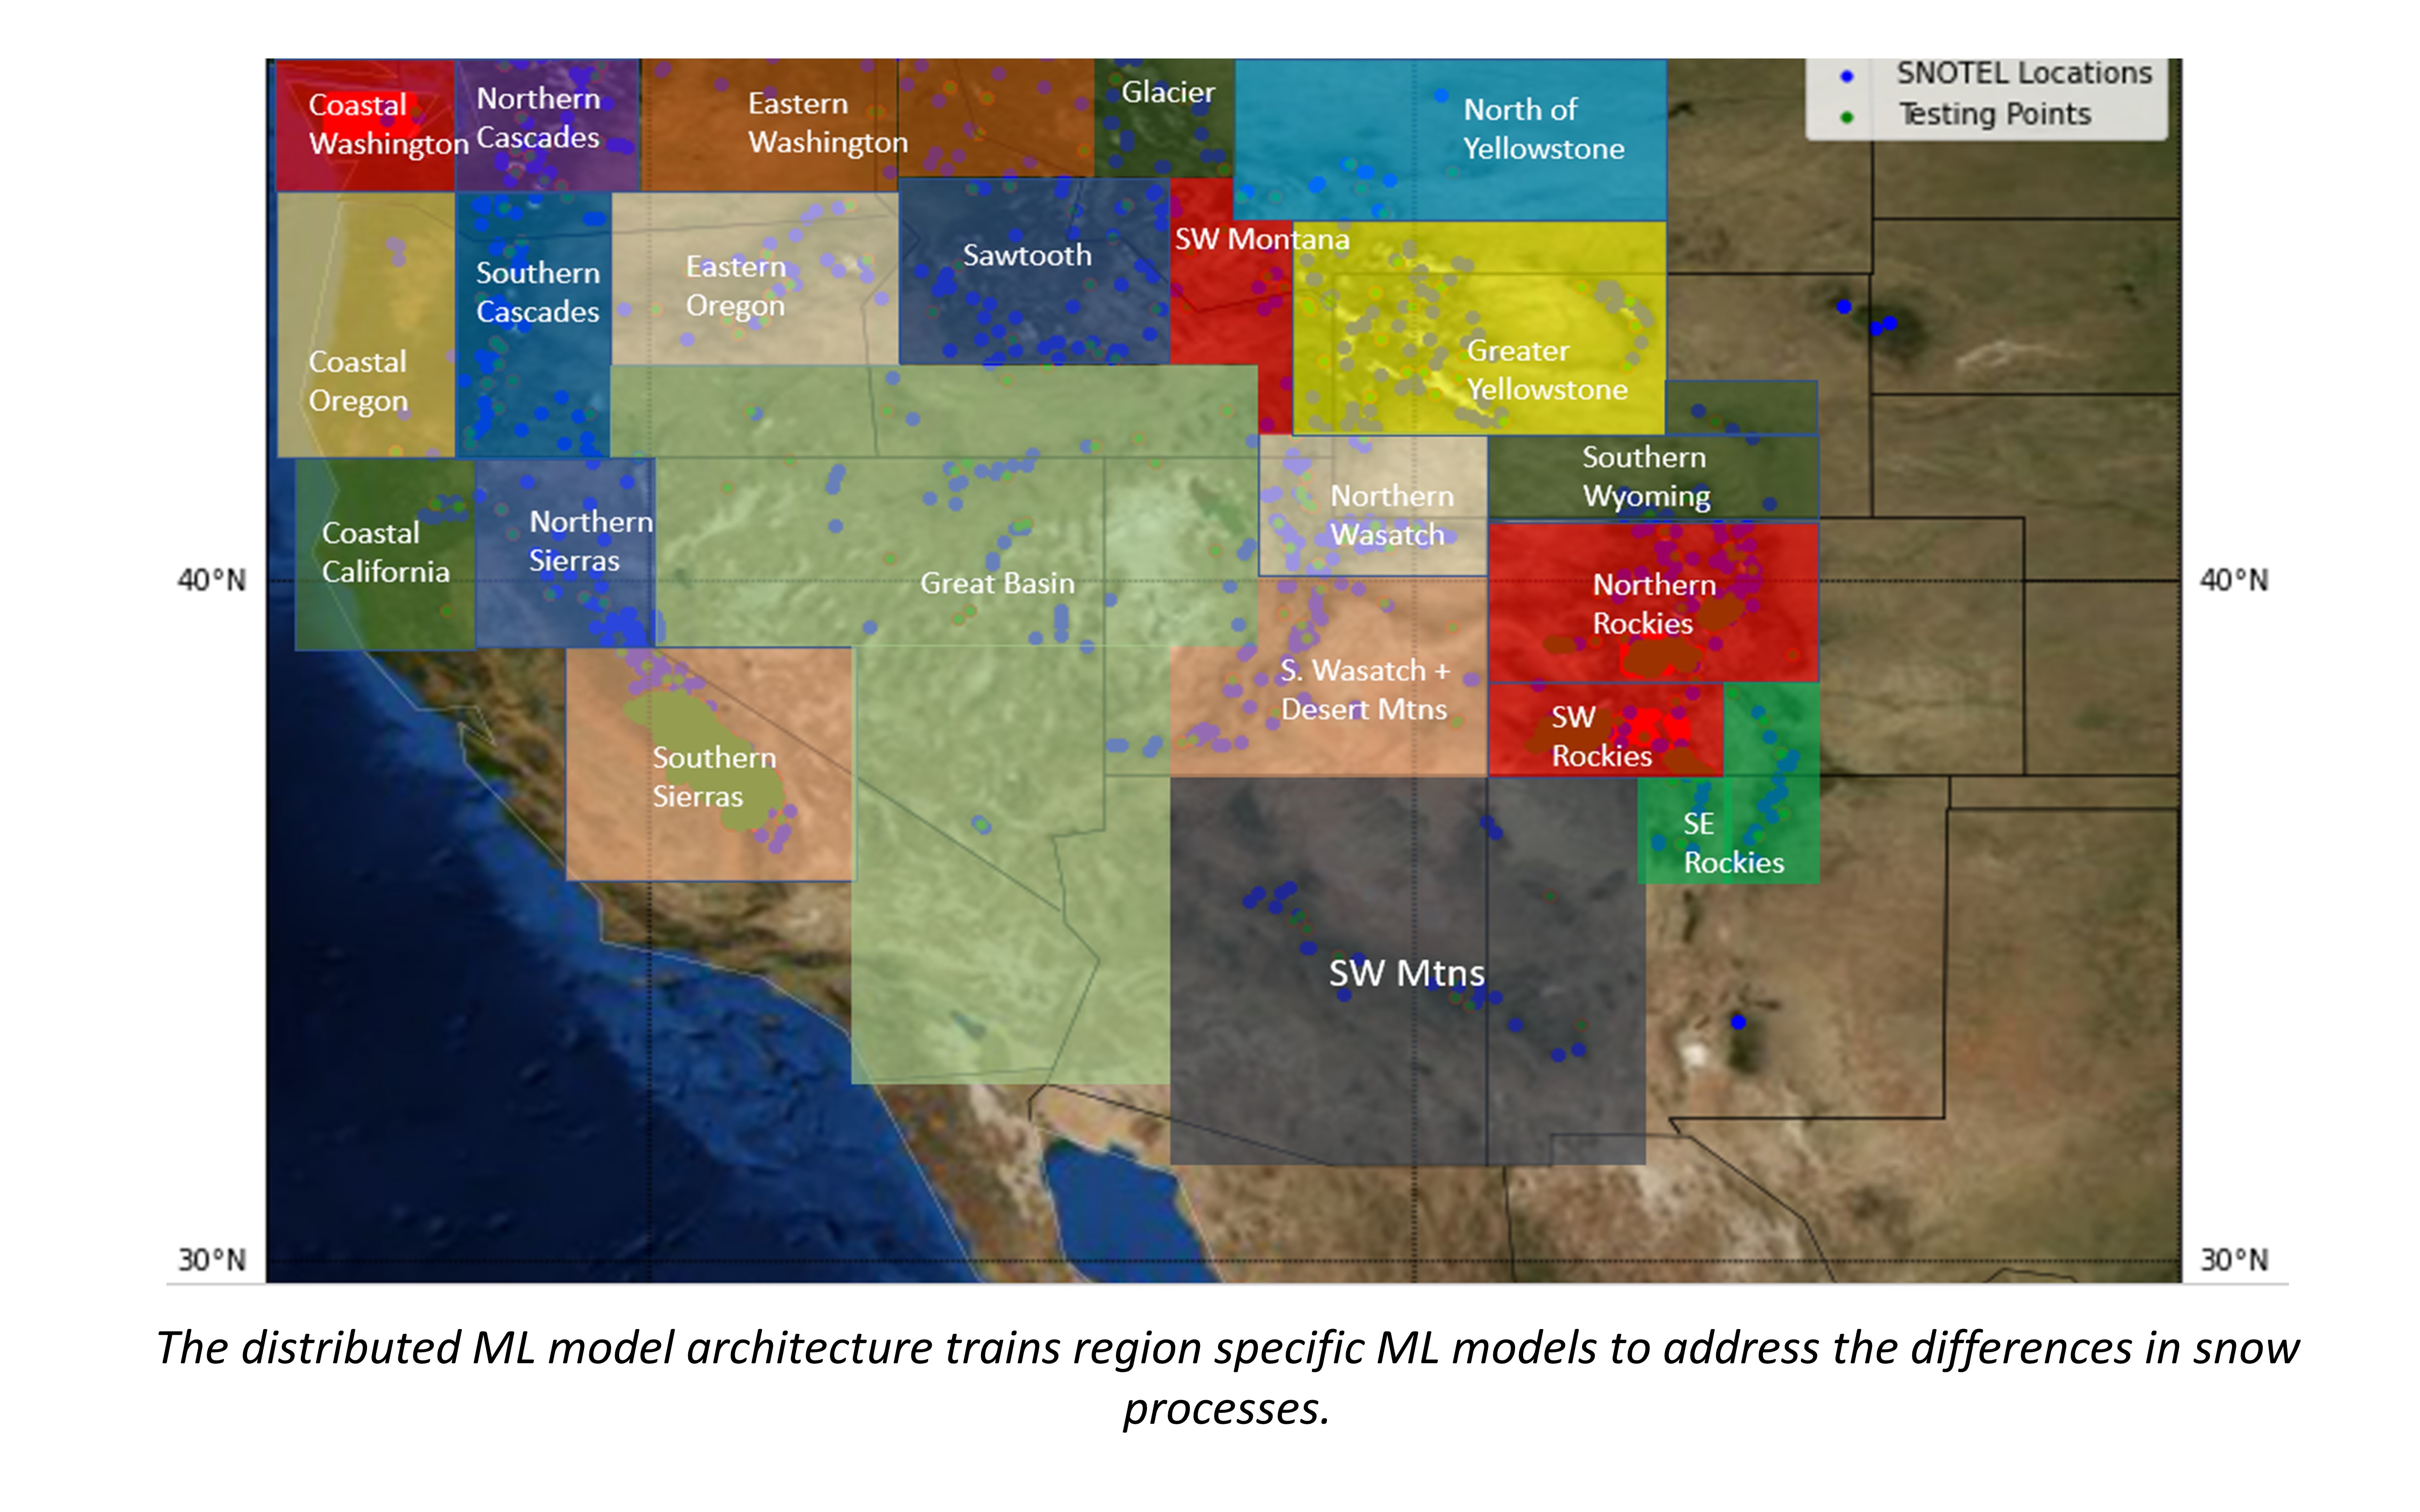 SNOTEL Locations
Testing Points
Coastal
Washington
Northern
Cascades
Eastern
Washington
Glacier
North of
Yellowstone
Coastal
Oregon
Southern
Cascades
Eastern
Oregon
Sawtooth
SW Montana
Greater
Yellowstone
Coastal
California
Northern
Sierras
Great Basin
Northern
Wasatch
Southern
Wyoming
Northern
Rockies
S. Wasatch +
Desert Mtns
SW
Rockies
Southern
Sierras
SE
Rockies
SW Mtns
40°N
40°N
30°N
30°N
The distributed ML model architecture trains region specific ML models to address the differences in snow
processes.